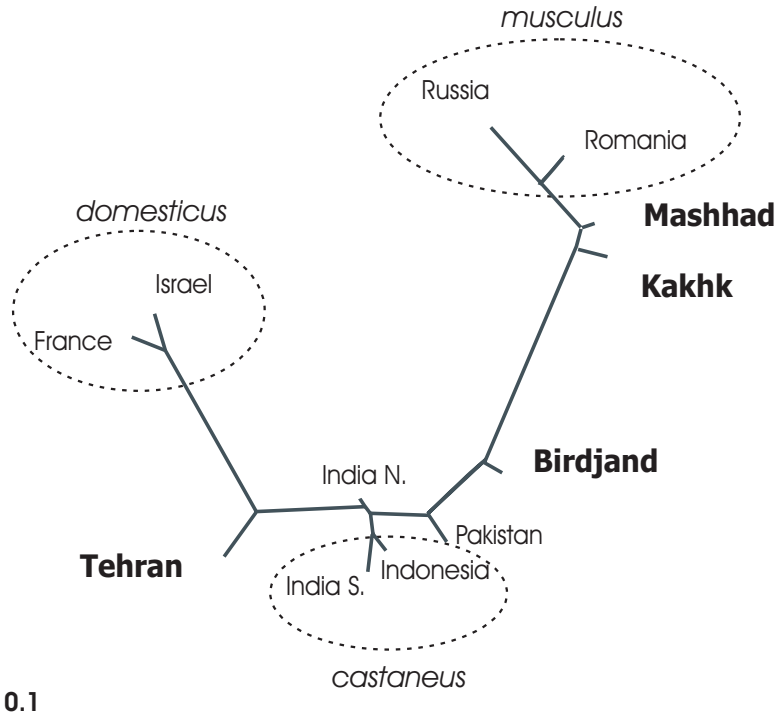 musculus
Russia
Romania
Mashhad
domesticus
Kakhk
Israel
France
Birdjand
India N.
Pakistan
Tehran
India S.
Indonesia
castaneus
0.1